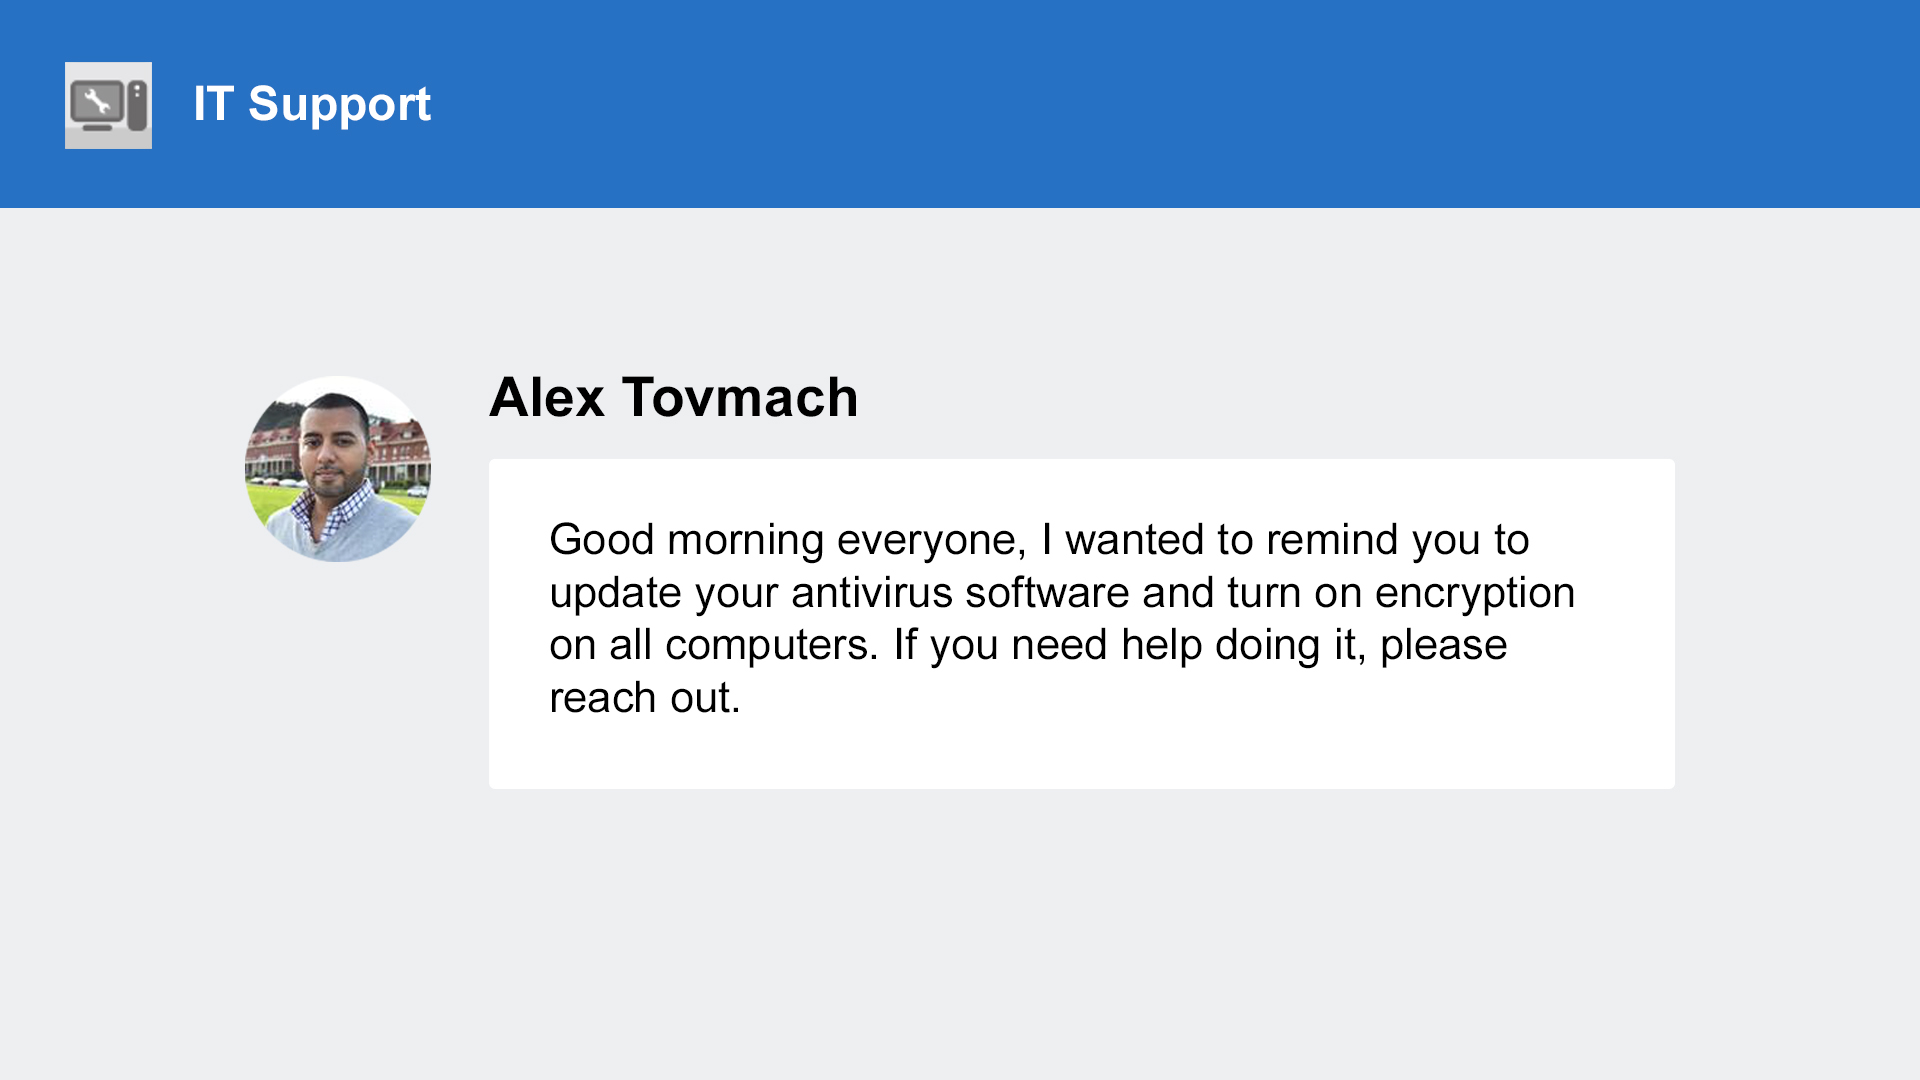 IT Support
Alex Tovmach
Good morning everyone, I wanted to remind you to
update your antivirus software and turn on encryption
on all computers. If you need help doing it, please
reach out.